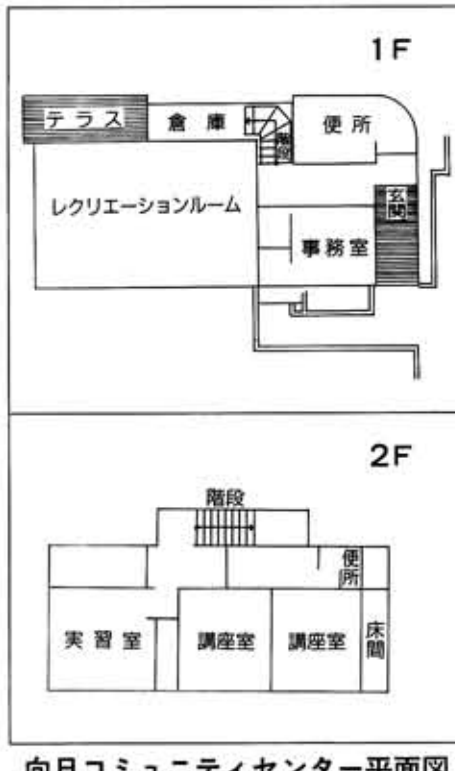 1F
テラス
倉庫
階段
便所
レクリエーションルーム
玄関
事務室
2F
階段
便所
実習室
講座室
講座室
床間
向日コミュニティセンター平面図